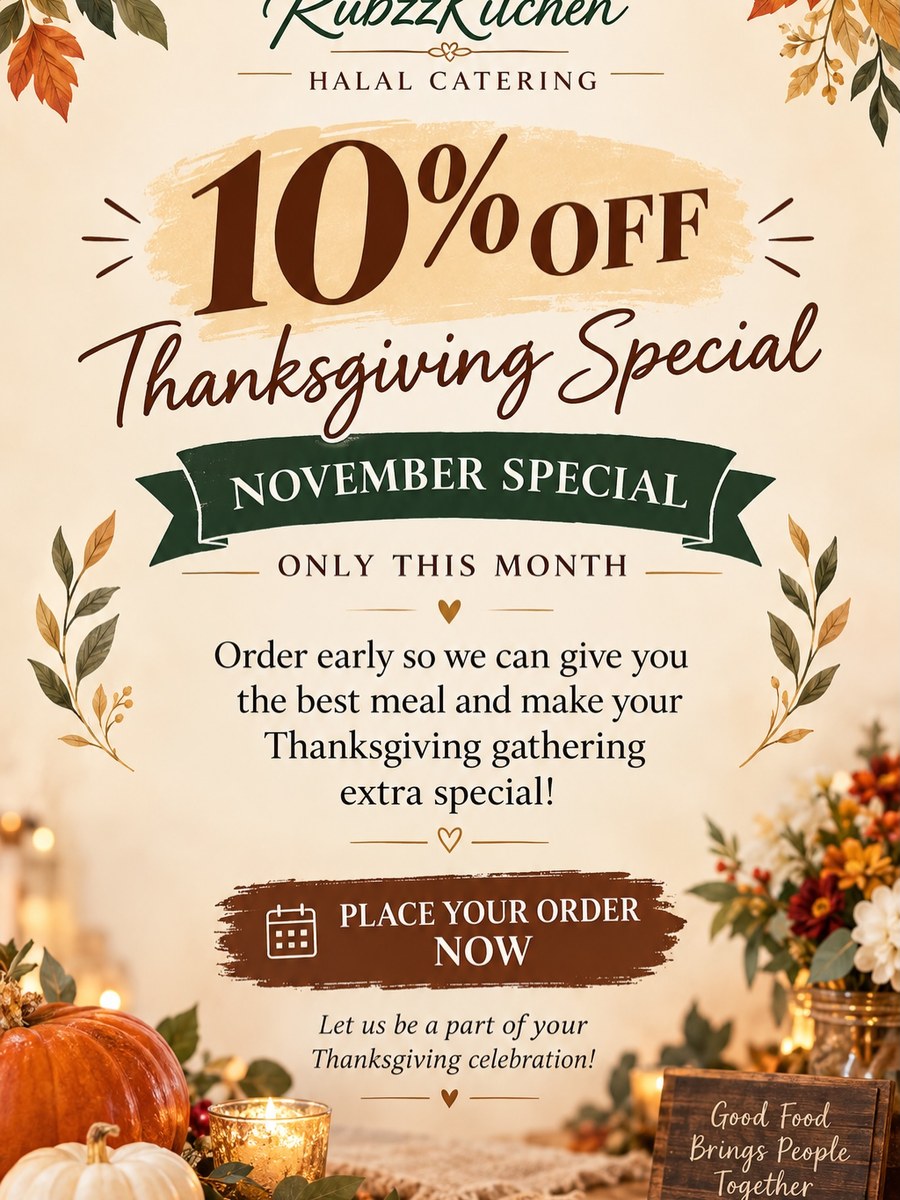 RubzzKitchen
HALAL CATERING
10% OFF
Thanksgiving Special
NOVEMBER SPECIAL
ONLY THIS MONTH
Order early so we can give you
the best meal and make your
Thanksgiving gathering
extra special!
PLACE YOUR ORDER
NOW
Let us be a part of your
Thanksgiving celebration!
Good Food
Brings People
Together